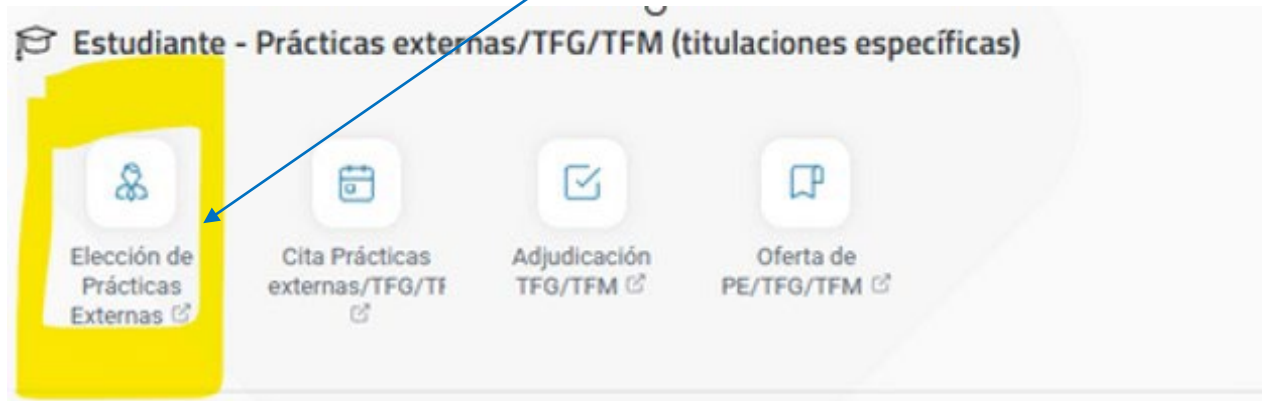 Estudiante - Prácticas externas/TFG/TFM (titulaciones específicas)
Elección de
Prácticas
Externas
Cita Prácticas
externas/TFG/TF
Adjudicación
TFG/TFM
Oferta de
PE/TFG/TFM